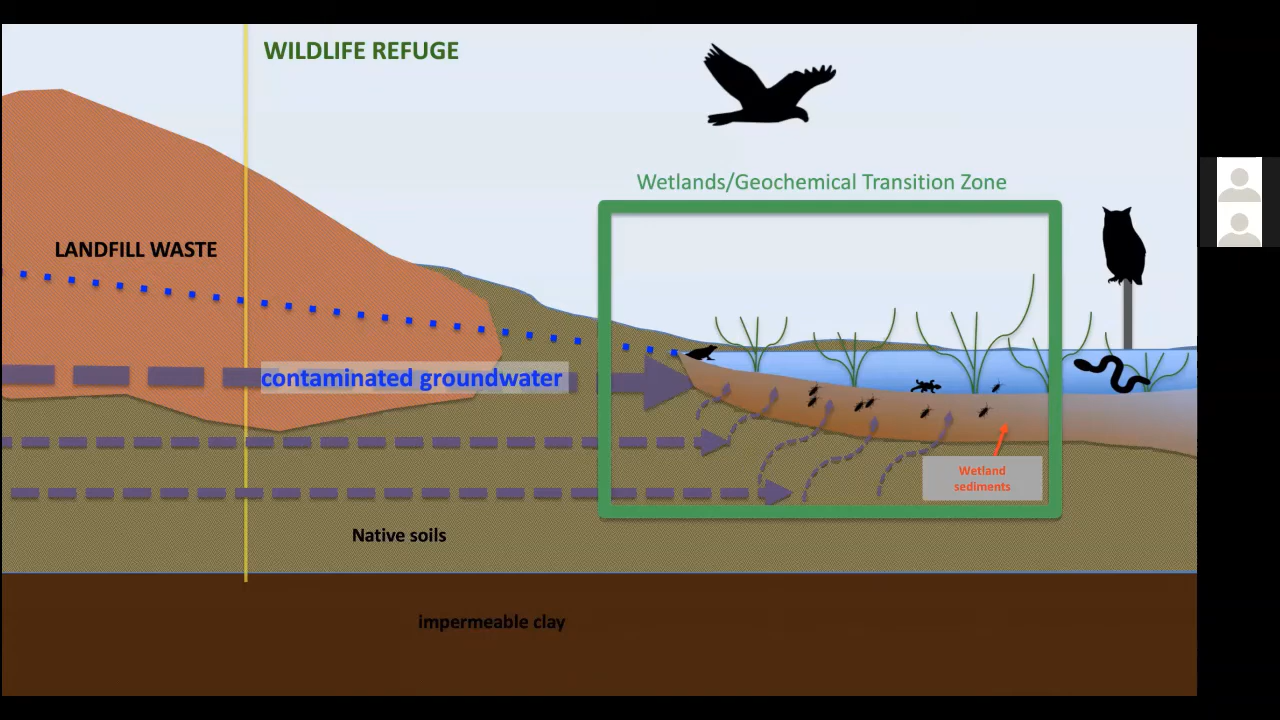 WILDLIFE REFUGE
Wetlands/Geochemical Transition Zone
LANDFILL WASTE
contaminated groundwater
Wetland
sediments
Native soils
impermeable clay